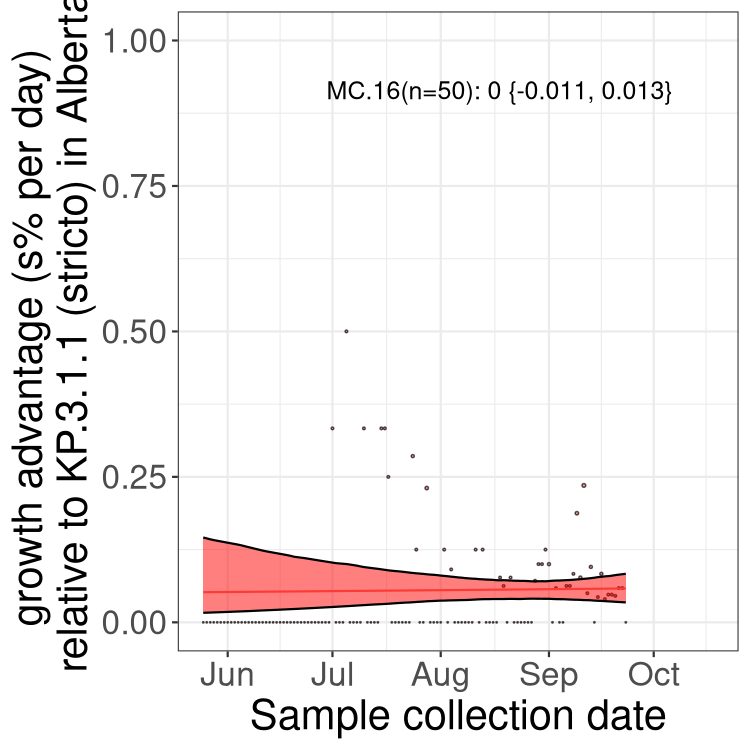 growth advantage (s% per day)
relative to KP.3.1.1 (stricto) in Alberta
1.00
0.75
0.50
0.25
0.00
MC.16(n=50): 0 {-0.011, 0.013}
Jun Jul Aug Sep Oct
Sample collection date